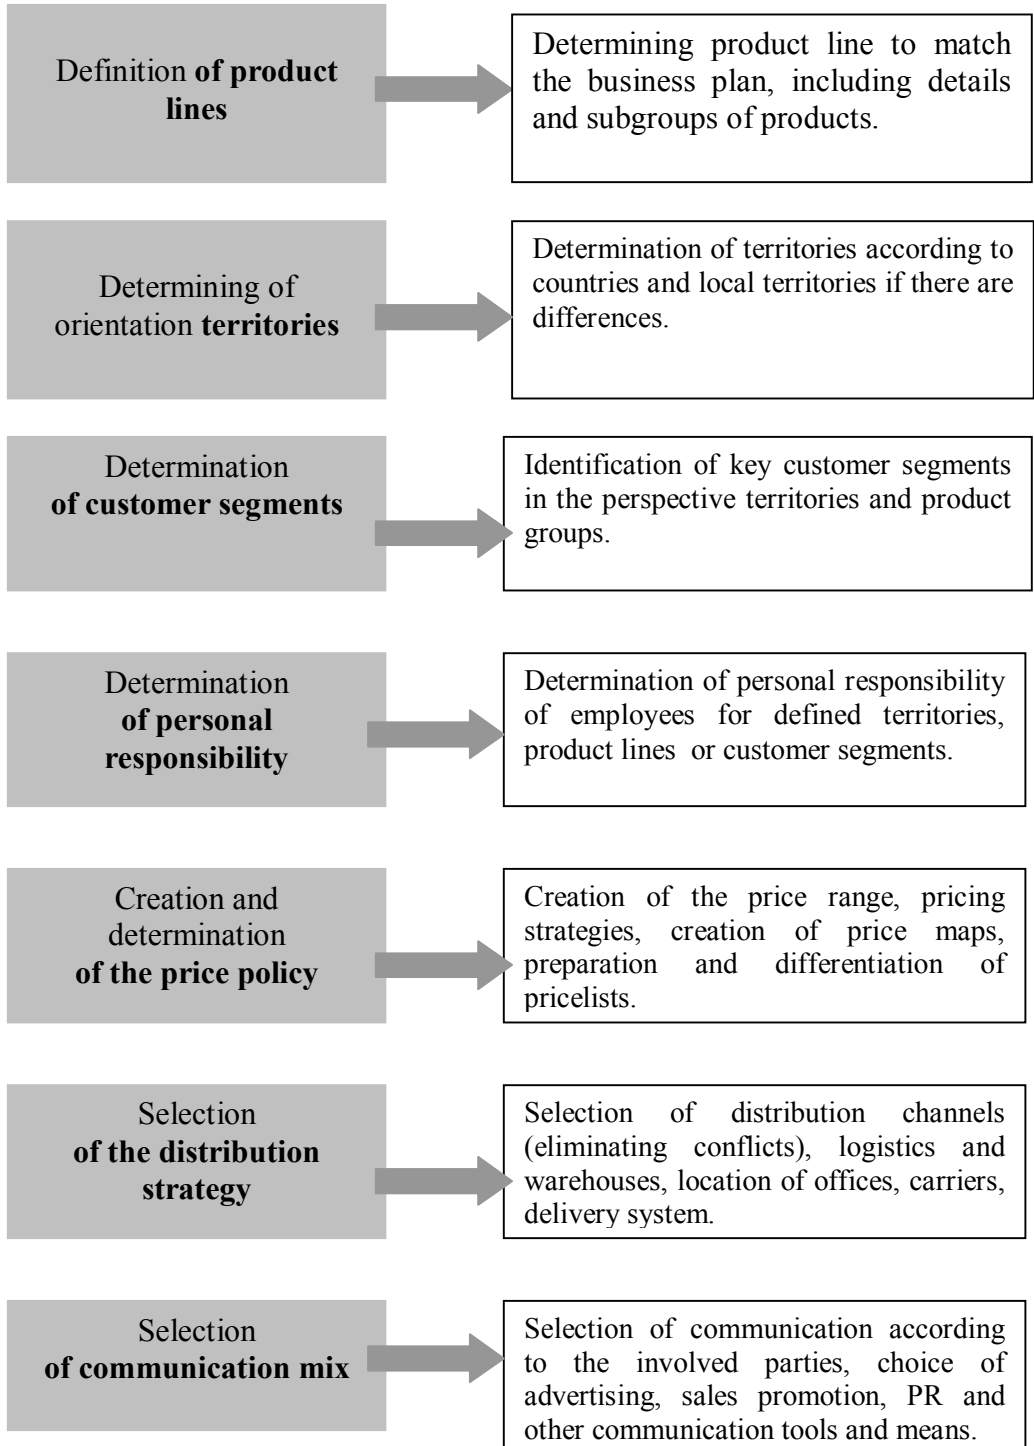 Definition of product
lines
Determining product line to match
the business plan, including details
and subgroups of products.
Determining of
orientation territories
Determination of territories according to
countries and local territories if there are
differences.
Determination
of customer segments
Identification of key customer segments
in the perspective territories and product
groups.
Determination
of personal
responsibility
Determination of personal responsibility
of employees for defined territories,
product lines or customer segments.
Creation and
determination
of the price policy
Creation of the price range, pricing
strategies, creation of price maps,
preparation and differentiation of
pricelists.
Selection
of the distribution
strategy
Selection of distribution channels
(eliminating conflicts), logistics and
warehouses, location of offices, carriers,
delivery system.
Selection
of communication mix
Selection of communication according
to the involved parties, choice of
advertising, sales promotion, PR and
other communication tools and means.